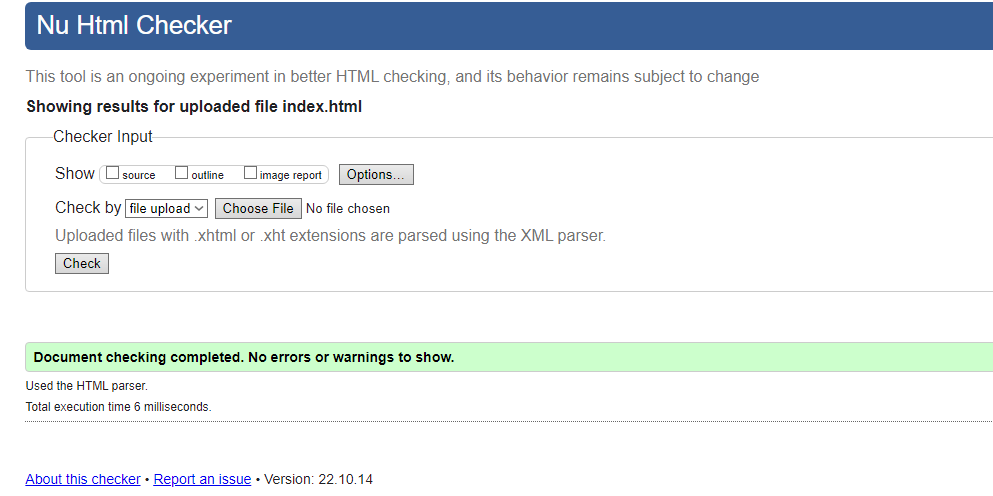 Nu Html Checker
This tool is an ongoing experiment in better HTML checking, and its behavior remains subject to change
Showing results for uploaded file index.html
Checker Input
Show source outline image report Options...
Check by file upload Choose File No file chosen
Uploaded files with .xhtml or .xht extensions are parsed using the XML parser.
Check
Document checking completed. No errors or warnings to show.
Used the HTML parser.
Total execution time 6 milliseconds.
About this checker • Report an issue • Version: 22.10.14